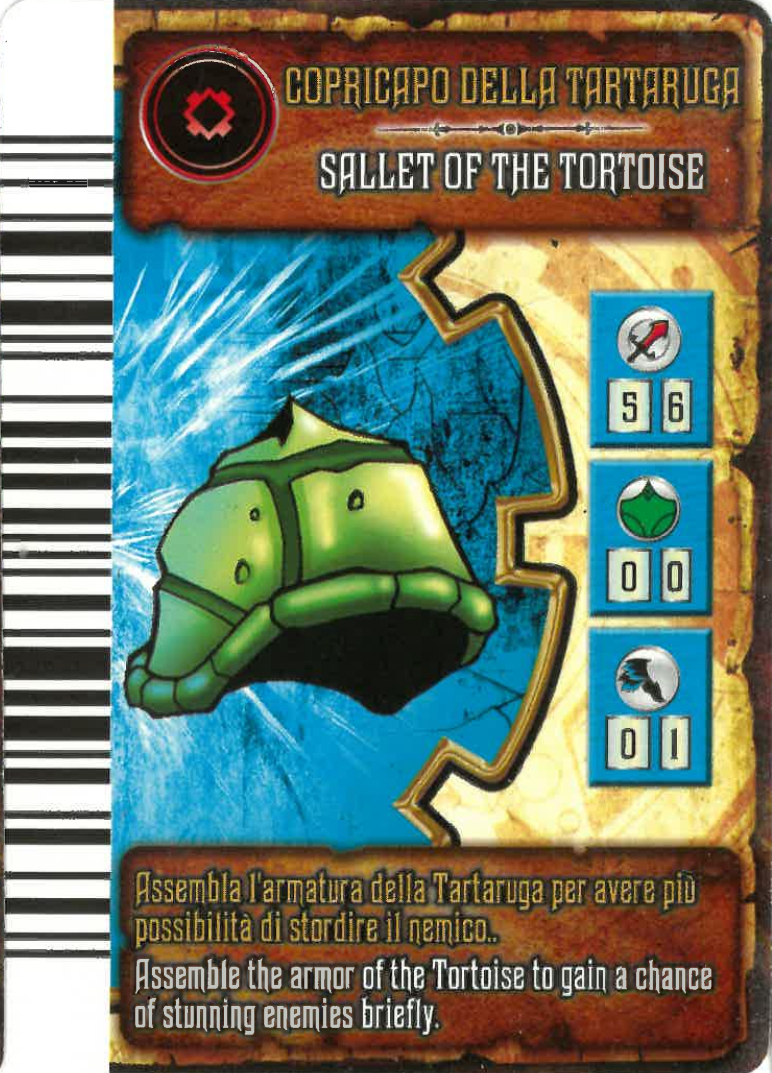 COPRICAPO DELLA TARTARUGA
SALLET OF THE TORTOISE
5 6
0 0
0 1
Assembla l'armatura della Tartaruga per avere più
possibilità di stordire il nemico..
Assemble the armor of the Tortoise to gain a chance
of stunning enemies briefly.